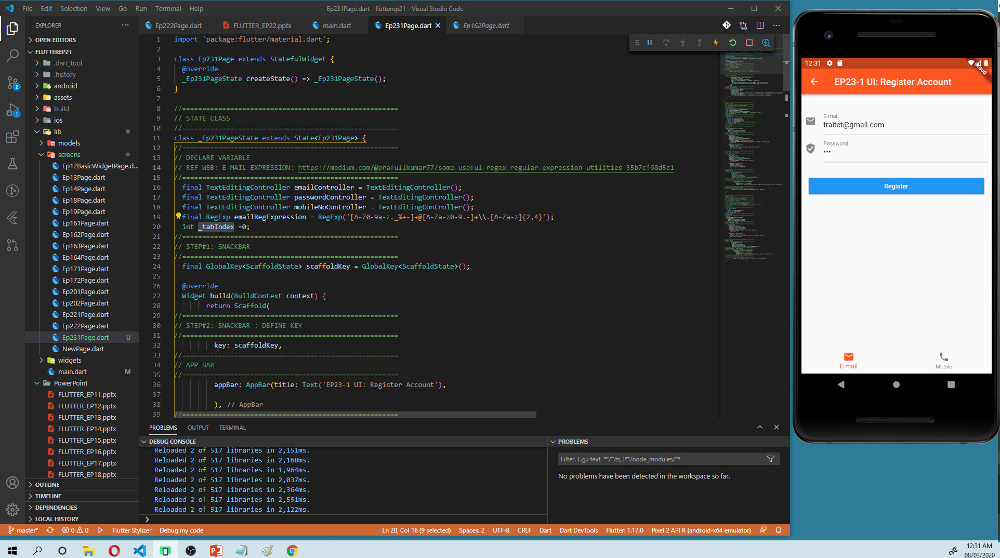 File Edit Selection View Go Run Terminal Help
Ep231Page.dart - flutterep21 - Visual Studio Code
EXPLORER
OPEN EDITORS
FLUTTEREP21
.dart_tool
.history
android
assets
build
ios
lib
models
screens
Ep12BasicWidgetPage.d...
Ep13Page.dart
Ep14Page.dart
Ep18Page.dart
Ep19Page.dart
Ep161Page.dart
Ep162Page.dart
Ep163Page.dart
Ep164Page.dart
Ep171Page.dart
Ep172Page.dart
Ep201Page.dart
Ep202Page.dart
Ep221Page.dart
Ep222Page.dart
Ep231Page.dart U
NewPage.dart
widgets
main.dart M
PowerPoint
FLUTTER_EP11.pptx
FLUTTER_EP12.pptx
FLUTTER_EP13.pptx
FLUTTER_EP14.pptx
FLUTTER_EP15.pptx
FLUTTER_EP16.pptx
FLUTTER_EP17.pptx
FLUTTER_EP18.pptx
OUTLINE
TIMELINE
DEPENDENCIES
LOCAL HISTORY
2
1
Ep222Page.dart FLUTTER_EP22.pptx main.dart Ep231Page.dart Ep162Page.dart
1 import 'package:flutter/material.dart';
2
3 class Ep231Page extends StatefulWidget {
4 @override
5 _Ep231PageState createState() => _Ep231PageState();
6 }
7
8 //======================================================
9 // STATE CLASS
10 //======================================================
11 class _Ep231PageState extends State<Ep231Page> {
12 //======================================================
13 // DECLARE VARIABLE
14 // REF WEB: E-MAIL EXPRESSION: https://medium.com/@prafullkumar77/some-useful-regex-regular-expression-utilities-35b7cf68d5c1
15 //======================================================
16 final TextEditingController emailController = TextEditingController();
17 final TextEditingController passwordController = TextEditingController();
18 final TextEditingController mobileNoController = TextEditingController();
19 final RegExp emailRegExpression = RegExp('[A-Z0-9a-z._%+-]+@[A-Za-z0-9.-]+\\.[A-Za-z]{2,4}');
20 int _tabIndex =0;
21 //======================================================
22 // STEP#1: SNACKBAR
23 //======================================================
24 final GlobalKey<ScaffoldState> scaffoldKey = GlobalKey<ScaffoldState>();
25
26 @override
27 Widget build(BuildContext context) {
28 return Scaffold(
29 //======================================================
30 // STEP#2: SNACKBAR : DEFINE KEY
31 //======================================================
32 key: scaffoldKey,
33 //======================================================
34 // APP BAR
35 //======================================================
36 appBar: AppBar(title: Text('EP23-1 UI: Register Account'),
37
38 ), // AppBar
39 //======================================================
PROBLEMS OUTPUT TERMINAL
DEBUG CONSOLE
Reloaded 2 of 517 libraries in 2,151ms.
Reloaded 2 of 517 libraries in 2,168ms.
Reloaded 2 of 517 libraries in 1,964ms.
Reloaded 2 of 517 libraries in 2,037ms.
Reloaded 2 of 517 libraries in 2,364ms.
Reloaded 2 of 517 libraries in 2,551ms.
Reloaded 2 of 517 libraries in 2,122ms.
PROBLEMS
Filter. E.g.: text, **/*.ts, !**/node_modules/**
No problems have been detected in the workspace so far.
master* 0 0 Flutter Stylizer Debug my code
Ln 20, Col 16 (9 selected) Spaces: 2 UTF-8 CRLF Dart Dart DevTools Flutter: 1.17.0 Pixel 2 API R (android-x64 emulator)
12:31
DEBUG
EP23-1 UI: Register Account
E-mail
traitet@gmail.com
Password
•••
Register
E-mail Mobile
12:31 AM
08/03/2020